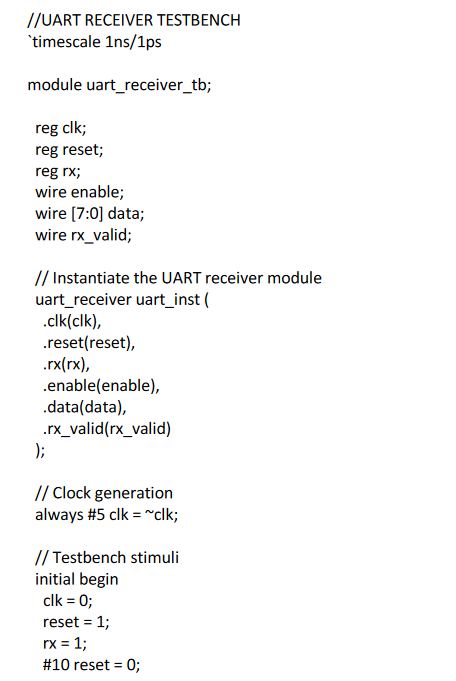 //UART RECEIVER TESTBENCH
`timescale 1ns/1ps
module uart_receiver_tb;
reg clk;
reg reset;
reg rx;
wire enable;
wire [7:0] data;
wire rx_valid;
// Instantiate the UART receiver module
uart_receiver uart_inst (
.clk(clk),
.reset(reset),
.rx(rx),
.enable(enable),
.data(data),
.rx_valid(rx_valid)
);
// Clock generation
always #5 clk = ~clk;
// Testbench stimuli
initial begin
clk = 0;
reset = 1;
rx = 1;
#10 reset = 0;